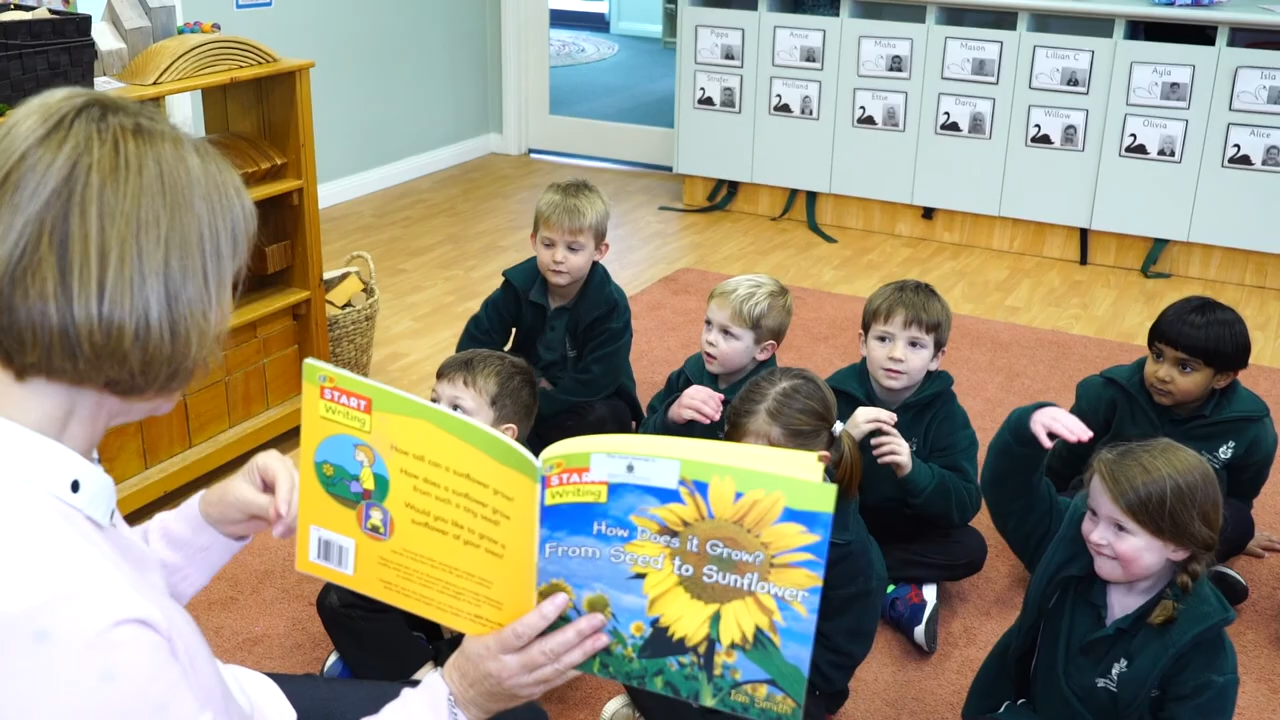 Pippa
Annie
Misha
Mason
Lillian C
Ayla
Isla
Strafer
Holland
Ettie
Darcy
Willow
Olivia
Alice
START
Writing
How tall can a sunflower grow?
How does a sunflower grow
from such a tiny seed?
Would you like to grow a
sunflower of your own?
START
Writing
How Does it Grow?
From Seed to Sunflower
Ian Smith